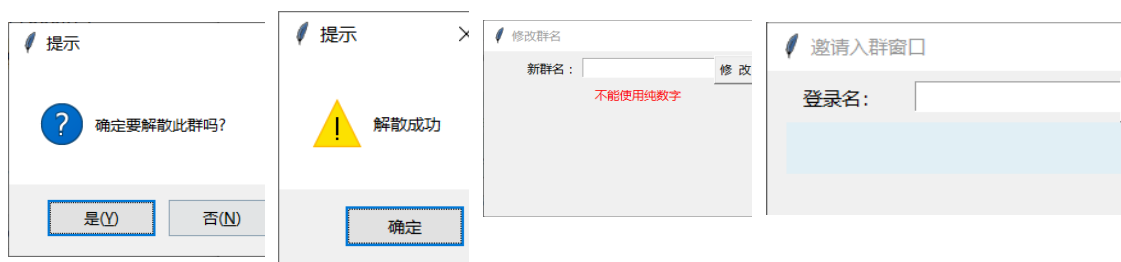 提示
确定要解散此群吗?
是(Y)
否(N)
提示
解散成功
确定
修改群名
新群名：
修 改
不能使用纯数字
邀请入群窗口
登录名: